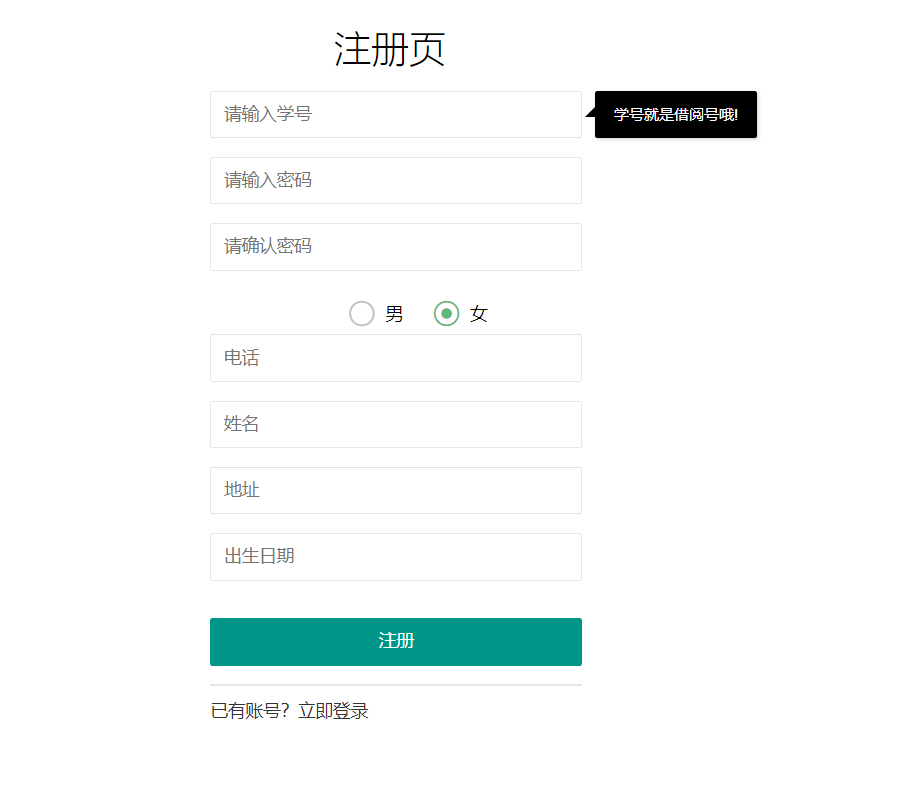 注册页
请输入学号
学号就是借阅号哦!
请输入密码
请确认密码
男 女
电话
姓名
地址
出生日期
注册
已有账号？立即登录